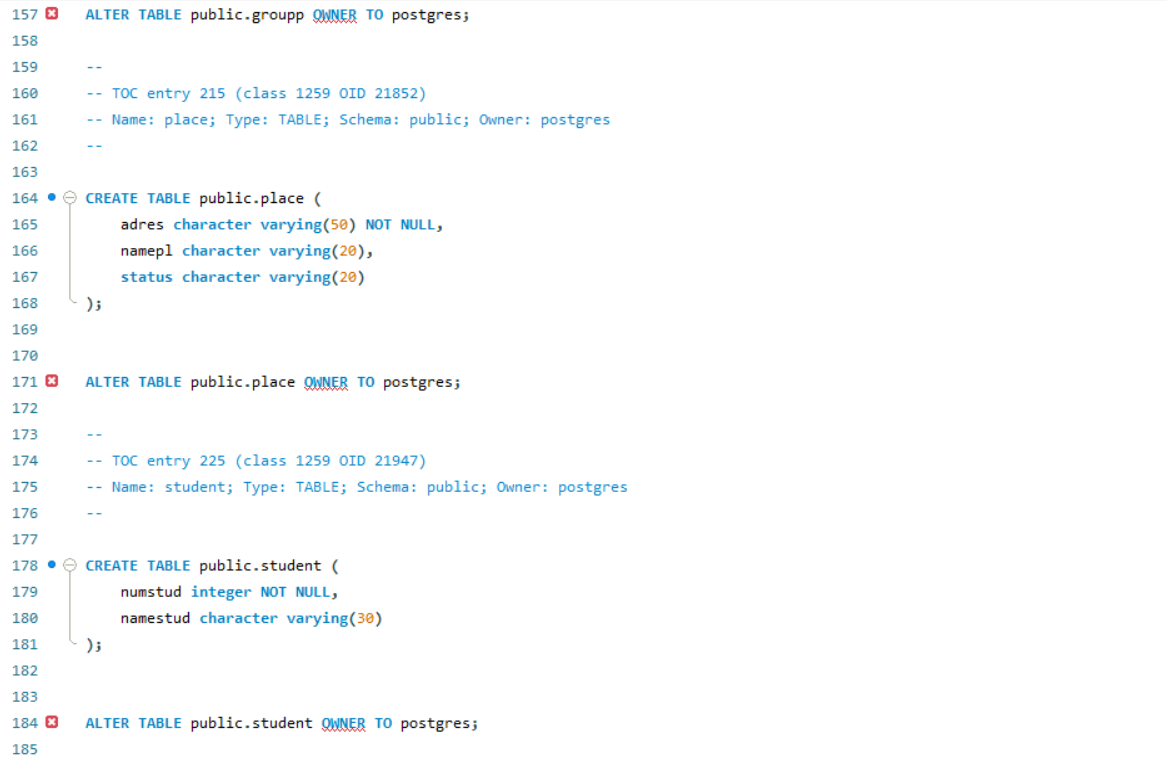 157 ALTER TABLE public.groupp OWNER TO postgres;
158
159 --
160 -- TOC entry 215 (class 1259 OID 21852)
161 -- Name: place; Type: TABLE; Schema: public; Owner: postgres
162 --
163
164 CREATE TABLE public.place (
165 adres character varying(50) NOT NULL,
166 namepl character varying(20),
167 status character varying(20)
168 );
169
170
171 ALTER TABLE public.place OWNER TO postgres;
172
173 --
174 -- TOC entry 225 (class 1259 OID 21947)
175 -- Name: student; Type: TABLE; Schema: public; Owner: postgres
176 --
177
178 CREATE TABLE public.student (
179 numstud integer NOT NULL,
180 namestud character varying(30)
181 );
182
183
184 ALTER TABLE public.student OWNER TO postgres;
185